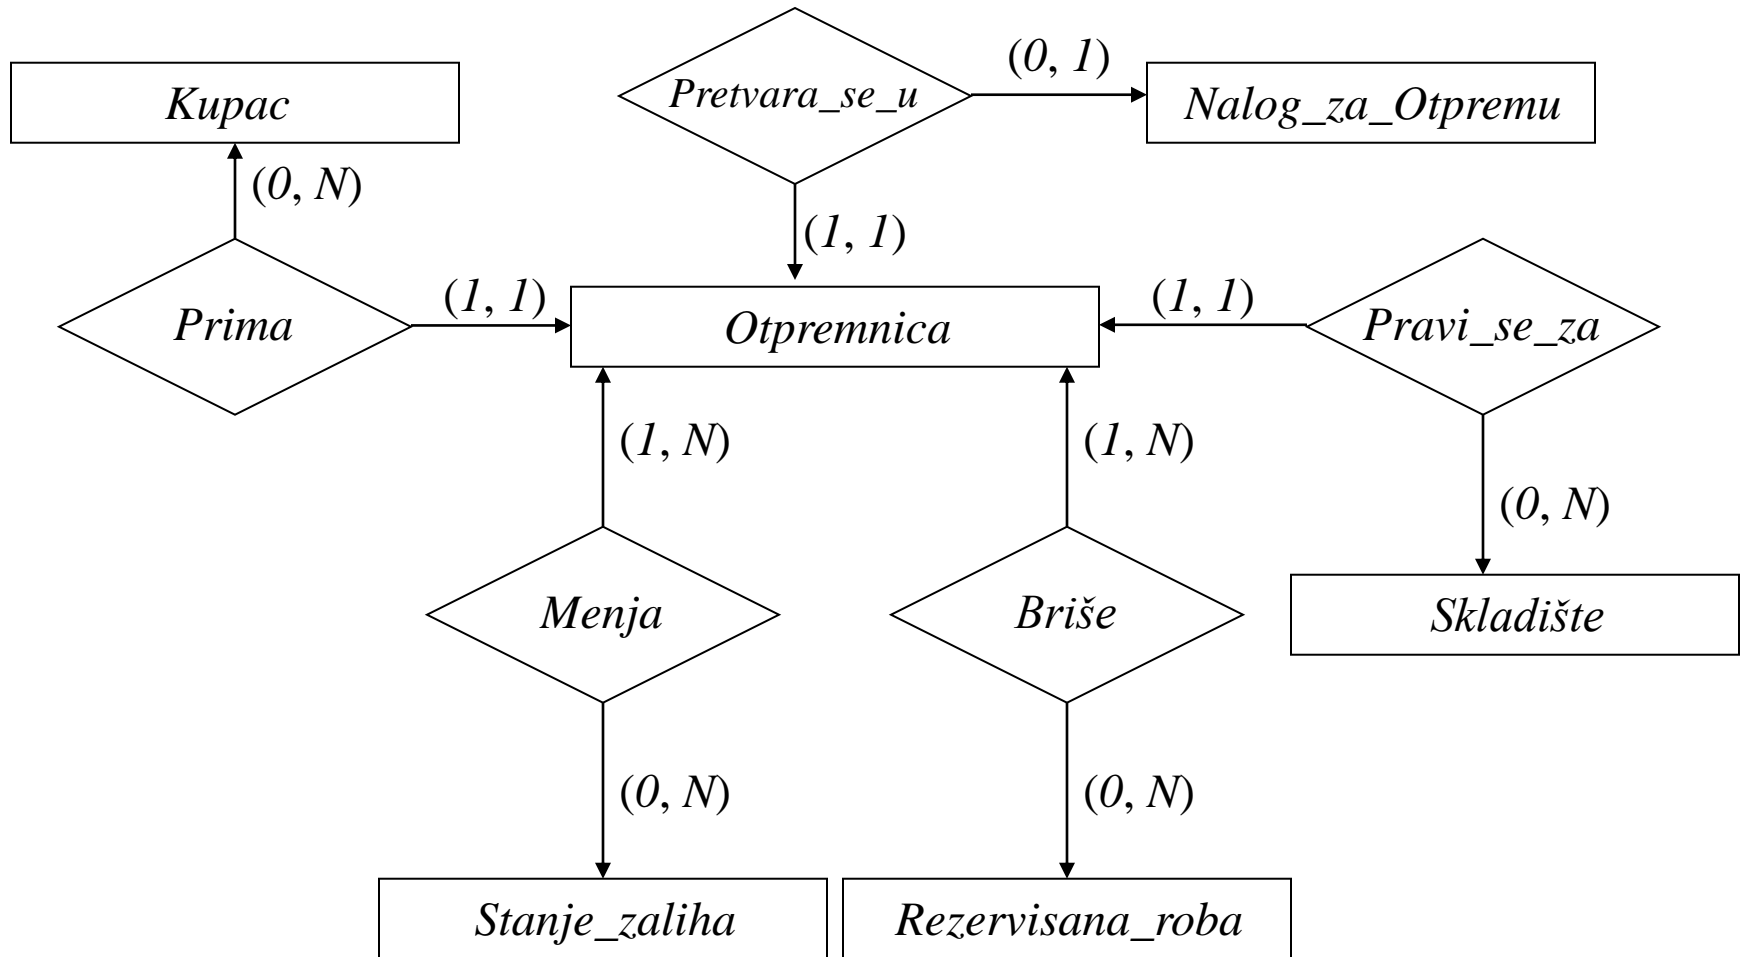 (0, 1)
Pretvara_se_u
Kupac
Nalog_za_Otpremu
(0, N)
(1, 1)
(1, 1)
(1, 1)
Prima
Otpremnica
Pravi_se_za
(1, N)
(1, N)
(0, N)
Menja
Briše
Skladište
(0, N)
(0, N)
Stanje_zaliha
Rezervisana_roba